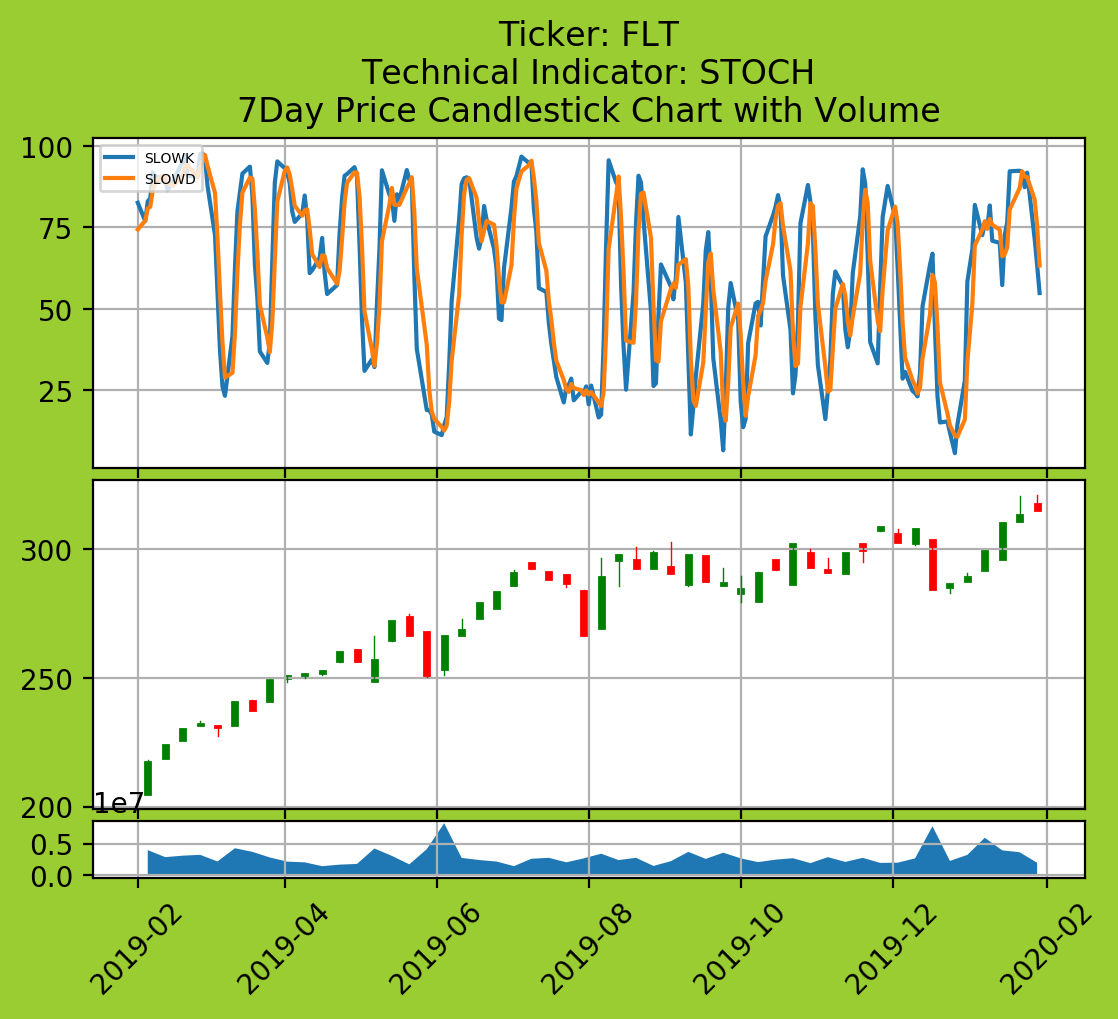 Ticker: FLT
Technical Indicator: STOCH
7Day Price Candlestick Chart with Volume
100
75
50
25
SLOWK
SLOWD
300
250
200
1e7
0.5
0.0
2019-02
2019-04
2019-06
2019-08
2019-10
2019-12
2020-02